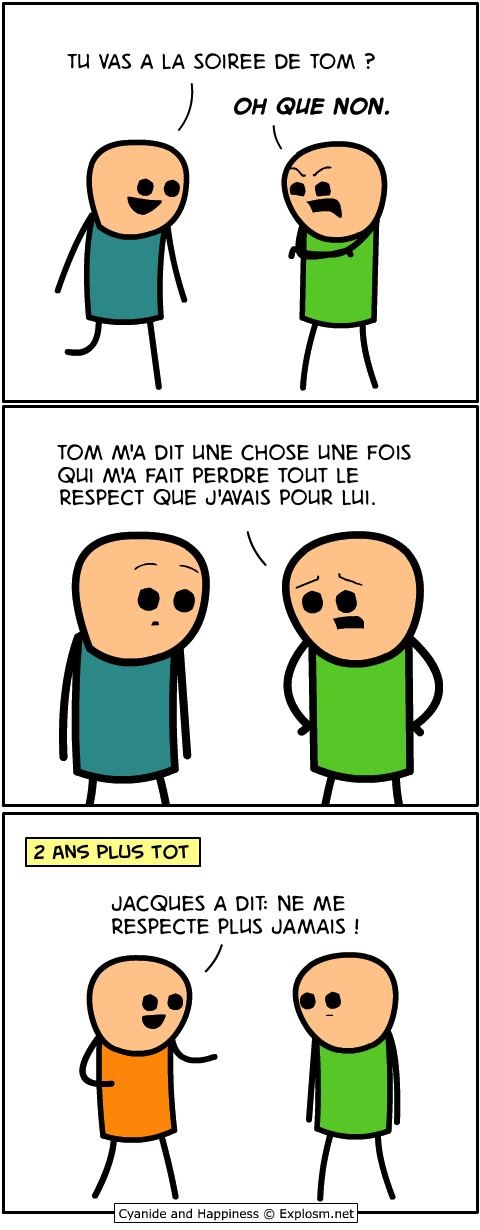 TU VAS A LA SOIREE DE TOM ?
OH QUE NON.
TOM M'A DIT UNE CHOSE UNE FOIS
QUI M'A FAIT PERDRE TOUT LE
RESPECT QUE J'AVAIS POUR LUI.
2 ANS PLUS TOT
JACQUES A DIT: NE ME
RESPECTE PLUS JAMAIS !
Cyanide and Happiness © Explosm.net